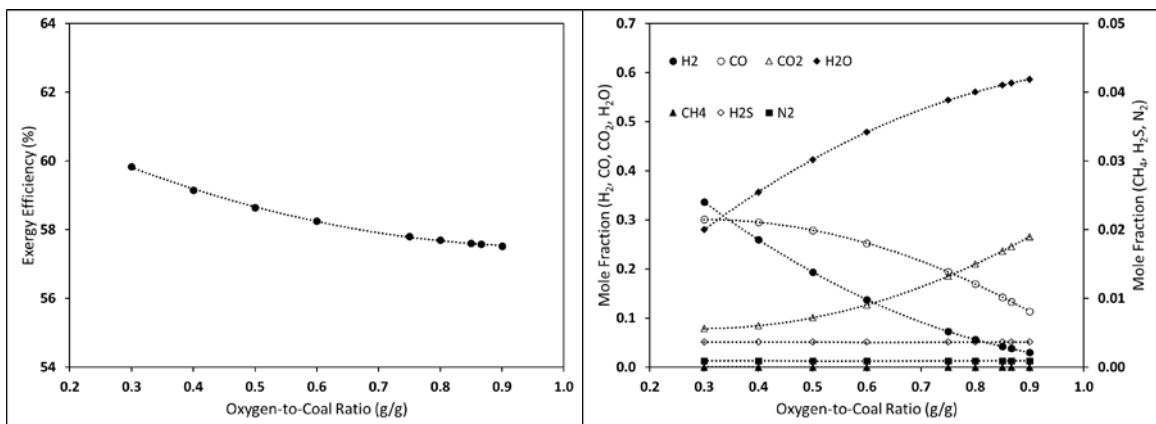 64
62
60
58
56
54
0.2 0.3 0.4 0.5 0.6 0.7 0.8 0.9 1.0
Exergy Efficiency (%)
Oxygen-to-Coal Ratio (g/g)
0.7
0.6
0.5
0.4
0.3
0.2
0.1
0.0
Mole Fraction (H₂, CO, CO₂, H₂O)
H2 CO CO2 H2O
CH4 H2S N2
0.05
0.04
0.03
0.02
0.01
0.00
Mole Fraction (CH₄, H₂S, N₂)
0.2 0.3 0.4 0.5 0.6 0.7 0.8 0.9 1.0
Oxygen-to-Coal Ratio (g/g)